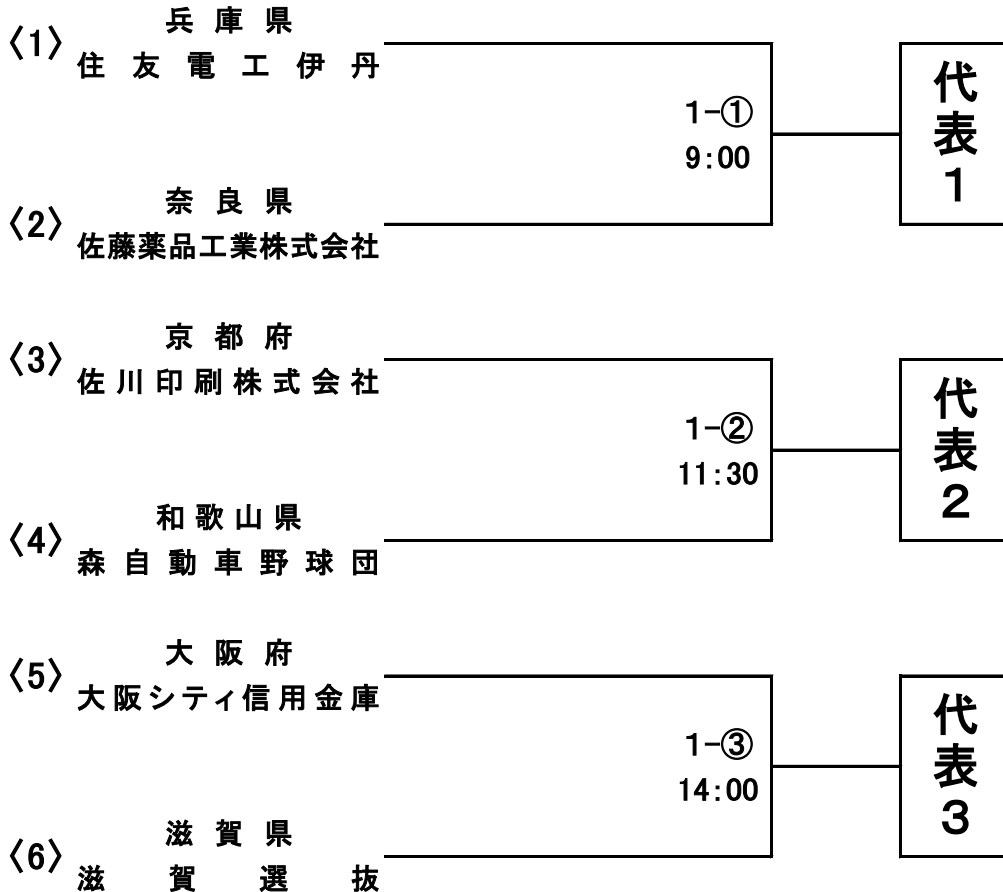 〈1〉
兵庫県
住友電工伊丹
1-①
9:00
代表1
〈2〉
奈良県
佐藤薬品工業株式会社
〈3〉
京都府
佐川印刷株式会社
1-②
11:30
代表2
〈4〉
和歌山県
森自動車野球団
〈5〉
大阪府
大阪シティ信用金庫
1-③
14:00
代表3
〈6〉
滋賀県
滋賀選抜